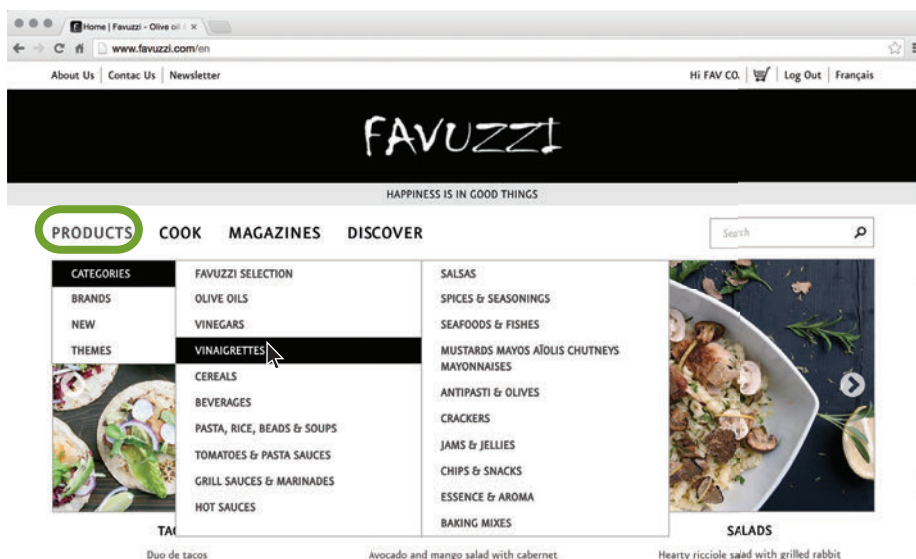 Home | Favuzzi - Olive oil &
www.favuzzi.com/en
About Us | Contac Us | Newsletter
Hi FAV CO. | Log Out | Français
FAVUZZI
HAPPINESS IS IN GOOD THINGS
PRODUCTS COOK MAGAZINES DISCOVER
Search
CATEGORIES
BRANDS
NEW
THEMES
FAVUZZI SELECTION
OLIVE OILS
VINEGARS
VINAIGRETTES
CEREALS
BEVERAGES
PASTA, RICE, BEADS & SOUPS
TOMATOES & PASTA SAUCES
GRILL SAUCES & MARINADES
HOT SAUCES
SALSAS
SPICES & SEASONINGS
SEAFOODS & FISHES
MUSTARDS MAYOS AÏOLIS CHUTNEYS
MAYONNAISES
ANTIPASTI & OLIVES
CRACKERS
JAMS & JELLIES
CHIPS & SNACKS
ESSENCE & AROMA
BAKING MIXES
SALADS
Duo de tacos
Avocado and mango salad with cabernet
Hearty ricciole salad with grilled rabbit